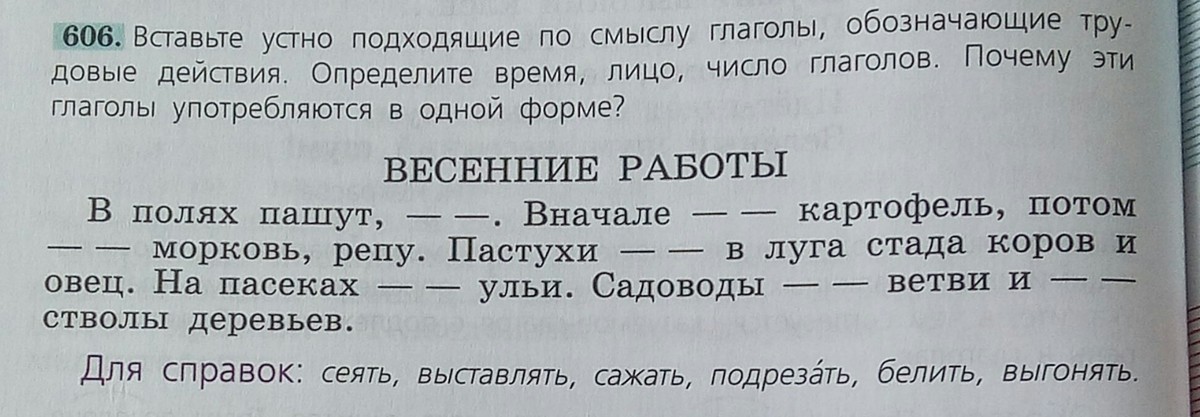 606. Вставьте устно подходящие по смыслу глаголы, обозначающие тру-
довые действия. Определите время, лицо, число глаголов. Почему эти
глаголы употребляются в одной форме?
ВЕСЕННИЕ РАБОТЫ
В полях пашут, — —. Вначале — — картофель, потом
— — морковь, репу. Пастухи — — в луга стада коров и
овец. На пасеках — — ульи. Садоводы — — ветви и — —
стволы деревьев.
Для справок: сеять, выставлять, сажать, подреза́ть, белить, выгонять.